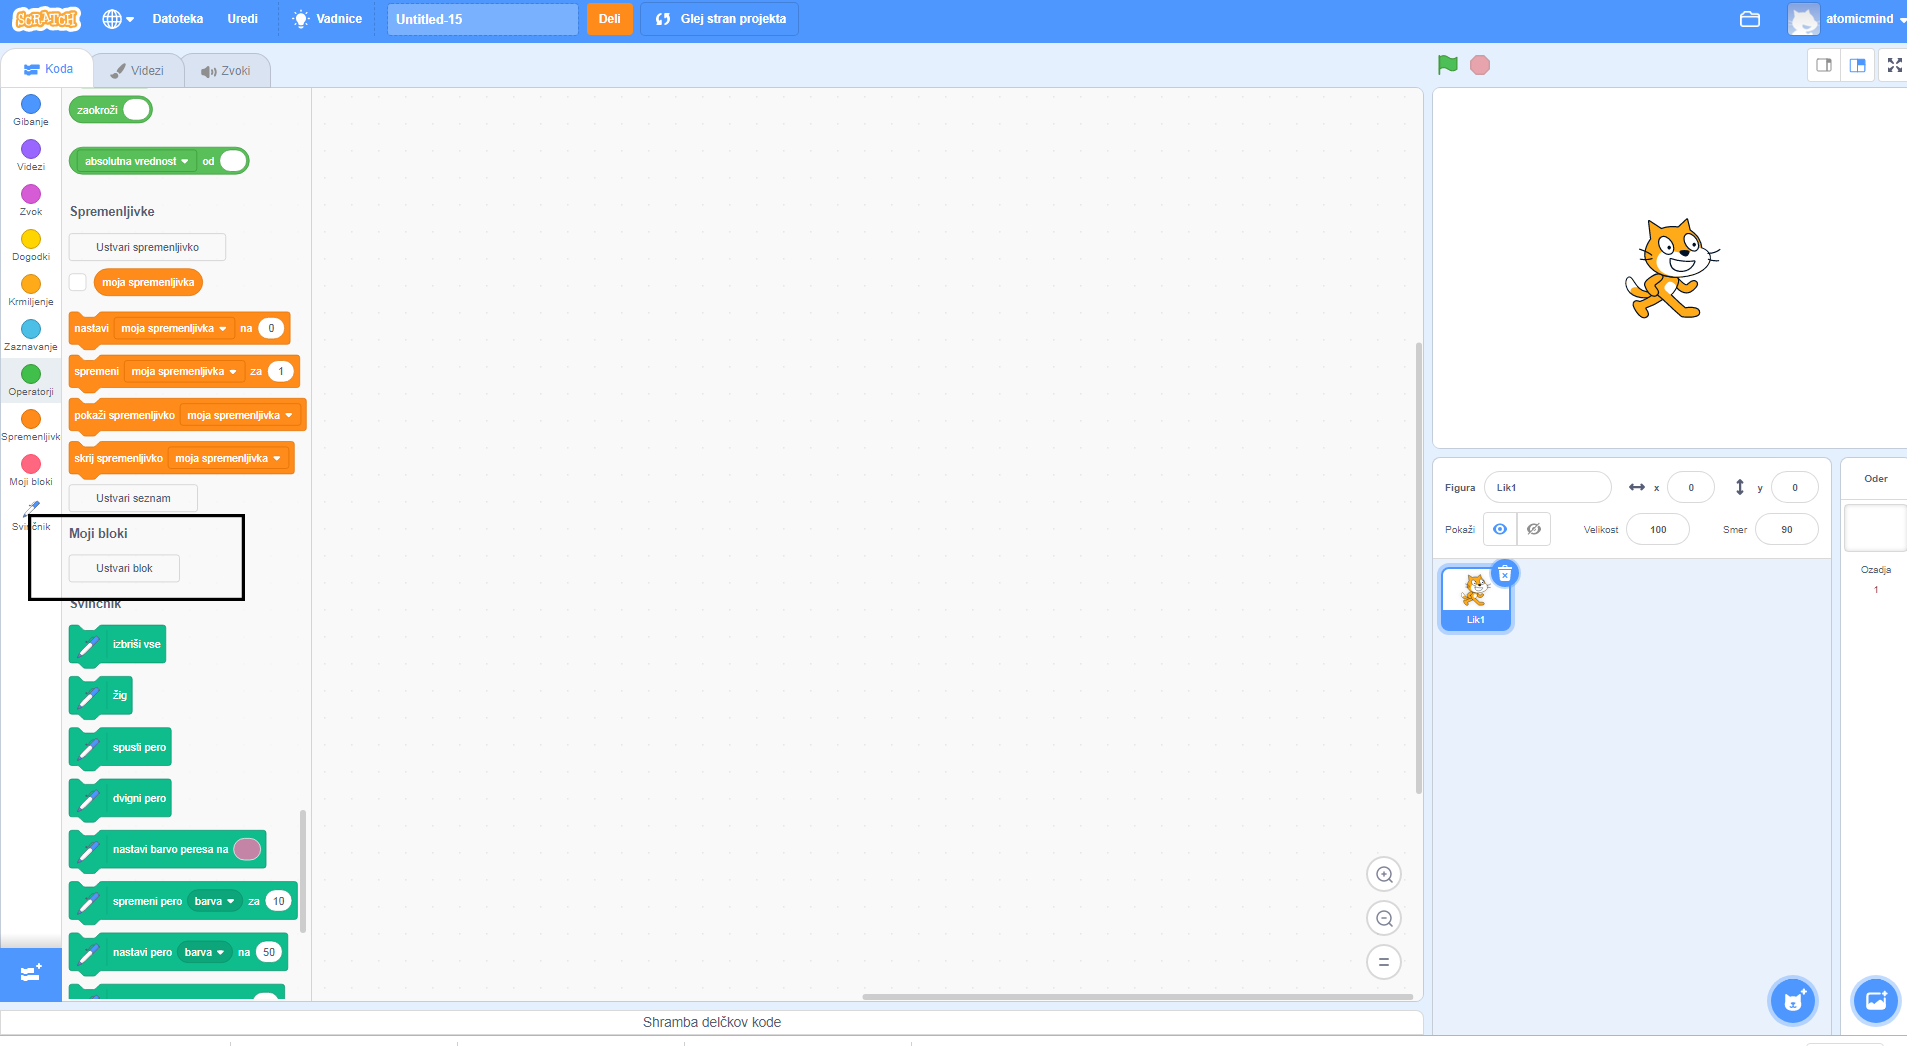 SCRATCH Datoteka Uredi Vadnice Untitled-15 Deli Glej stran projekta atomicmind
Koda Videzi Zvoki
Gibanje
Videzi
Zvok
Dogodki
Krmiljenje
Zaznavanje
Operatorji
Spremenljivk
Moji bloki
Svinčnik
zaokroži
absolutna vrednost od
Spremenljivke
Ustvari spremenljivko
moja spremenljivka
nastavi moja spremenljivka na 0
spremeni moja spremenljivka za 1
pokaži spremenljivko moja spremenljivka
skrij spremenljivko moja spremenljivka
Ustvari seznam
Moji bloki
Ustvari blok
Svinčnik
izbriši vse
žig
spusti pero
dvigni pero
nastavi barvo peresa na
spremeni pero barva za 10
nastavi pero barva na 50
Shramba delčkov kode
Figura Lik1 x 0 y 0
Pokaži Velikost 100 Smer 90
Lik1
Oder
Ozadja
1